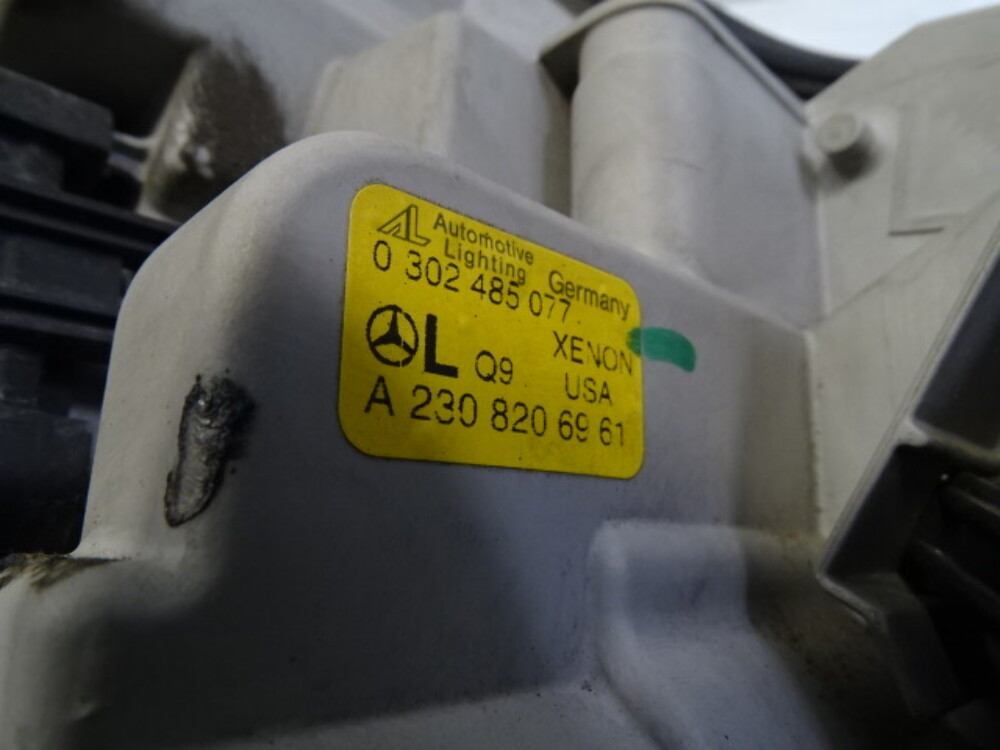 AL Automotive
Lighting Germany
0 302 485 077
L Q9 XENON
USA
A 230 820 69 61